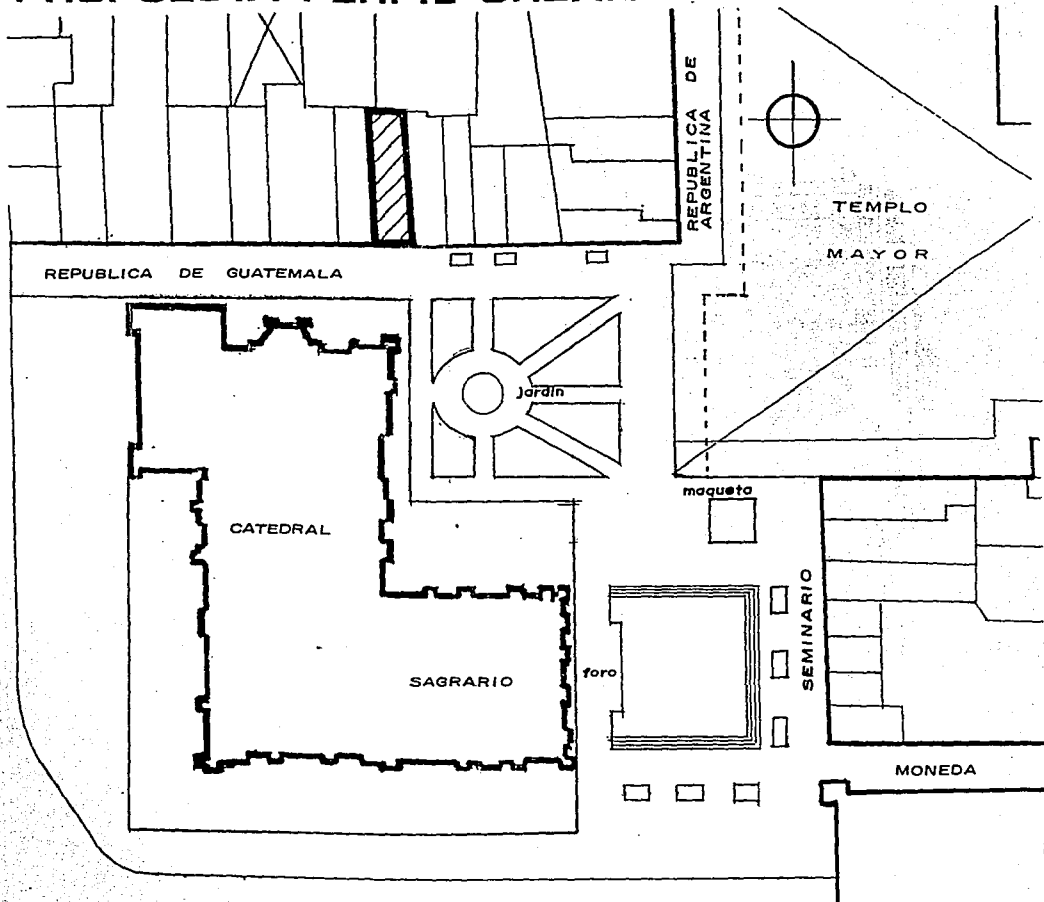 REPUBLICA DE
ARGENTINA
TEMPLO
MAYOR
REPUBLICA DE GUATEMALA
jardin
maqueta
CATEDRAL
SEMINARIO
SAGRARIO
foro
MONEDA